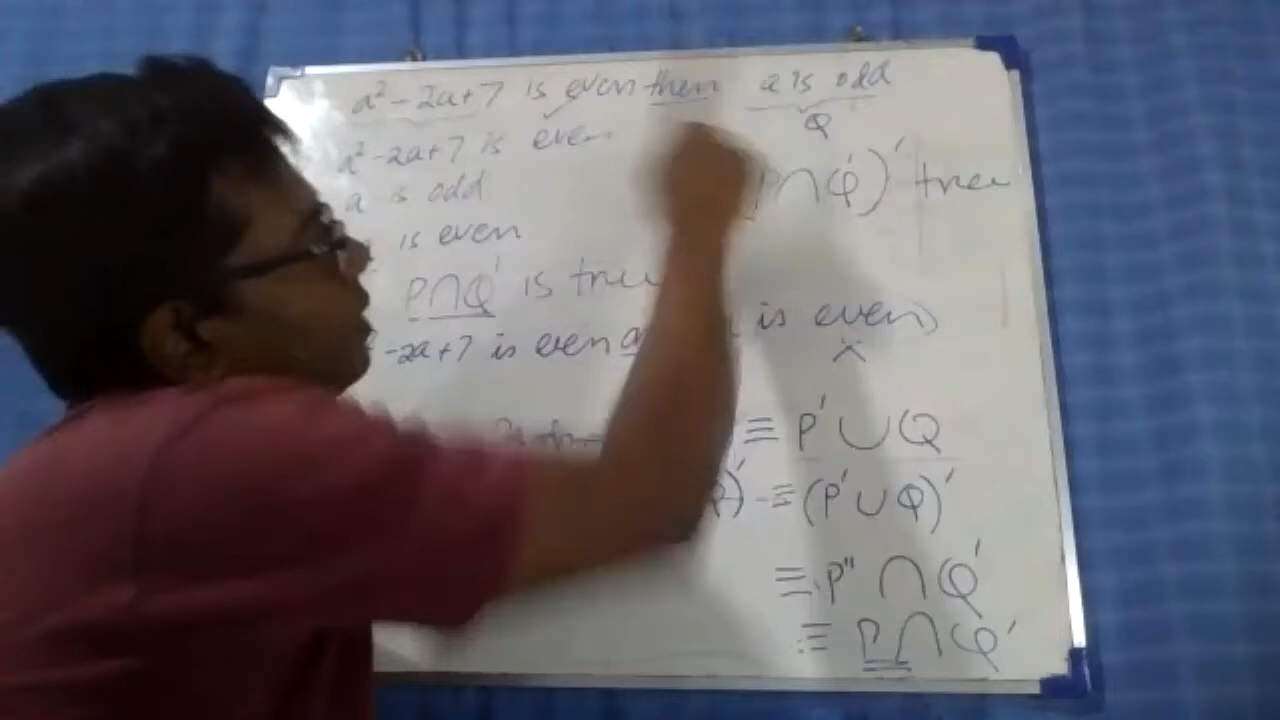 a² - 2a + 7 is even then a is odd
Q
a² - 2a + 7 is even
a is odd
(P∩Q')' true
is even
P∩Q' is true
-2a + 7 is even is even)
≡ P' ∪ Q
)' ≡ (P' ∪ Q)'
≡ P'' ∩ Q'
≡ P ∩ Q'